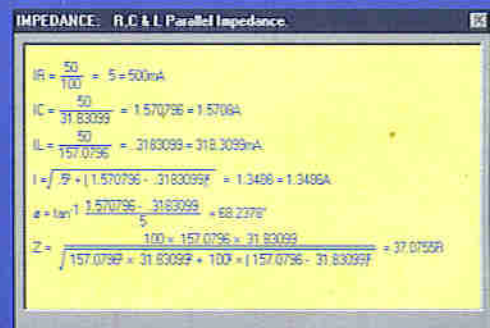 IMPEDANCE: R,C & L Parallel Impedance
IR = 50/100 = .5 = 500mA
IC = 50/31.83099 = 1.570796 = 1.5708A
IL = 50/157.0796 = .3183099 = 318.3099mA
I = √.5² + (1.570796 - .3183099)² = 1.3486 = 1.3486A
ø = tan⁻¹ 1.570796 - .3183099/.5 = 68.2378°
Z = 100 × 157.0796 × 31.83099/√157.0796² × 31.83099² + 100² × (157.0796 - 31.83099)² = 37.0755R